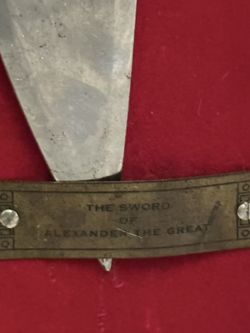 THE SWORD
OF
ALEXANDER THE GREAT